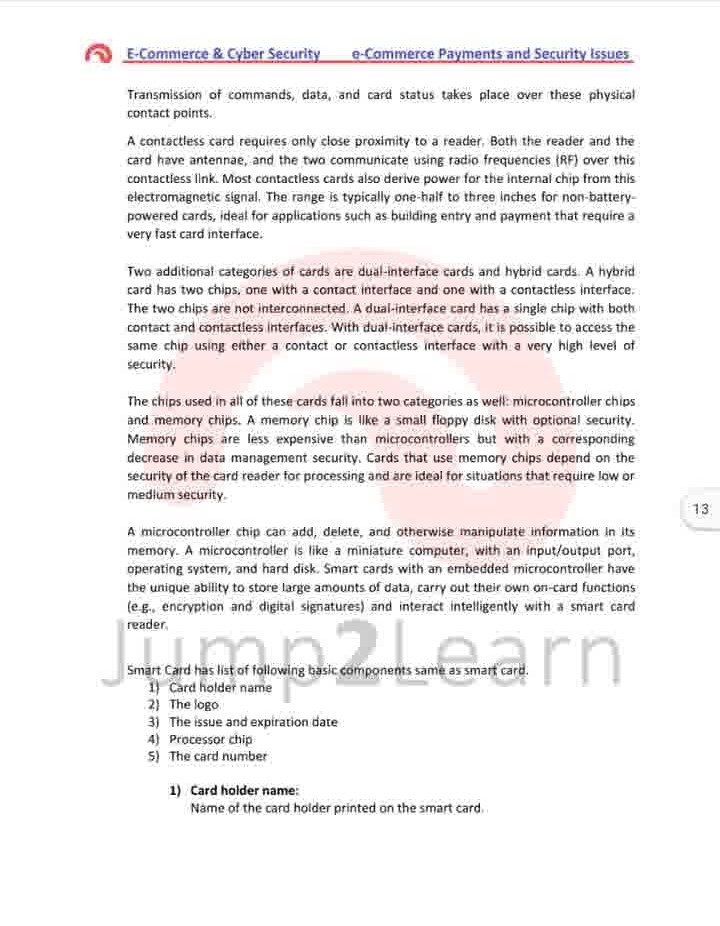 E-Commerce & Cyber Security e-Commerce Payments and Security Issues
Transmission of commands, data, and card status takes place over these physical
contact points.
A contactless card requires only close proximity to a reader. Both the reader and the
card have antennae, and the two communicate using radio frequencies (RF) over this
contactless link. Most contactless cards also derive power for the internal chip from this
electromagnetic signal. The range is typically one-half to three inches for non-battery-
powered cards, ideal for applications such as building entry and payment that require a
very fast card interface.
Two additional categories of cards are dual-interface cards and hybrid cards. A hybrid
card has two chips, one with a contact interface and one with a contactless interface.
The two chips are not interconnected. A dual-interface card has a single chip with both
contact and contactless interfaces. With dual-interface cards, it is possible to access the
same chip using either a contact or contactless interface with a very high level of
security.
The chips used in all of these cards fall into two categories as well: microcontroller chips
and memory chips. A memory chip is like a small floppy disk with optional security.
Memory chips are less expensive than microcontrollers but with a corresponding
decrease in data management security. Cards that use memory chips depend on the
security of the card reader for processing and are ideal for situations that require low or
medium security.
13
A microcontroller chip can add, delete, and otherwise manipulate information in its
memory. A microcontroller is like a miniature computer, with an input/output port,
operating system, and hard disk. Smart cards with an embedded microcontroller have
the unique ability to store large amounts of data, carry out their own on-card functions
(e.g., encryption and digital signatures) and interact intelligently with a smart card
reader.
Jump2Learn
Smart Card has list of following basic components same as smart card.
1) Card holder name
2) The logo
3) The issue and expiration date
4) Processor chip
5) The card number
1) Card holder name:
Name of the card holder printed on the smart card.